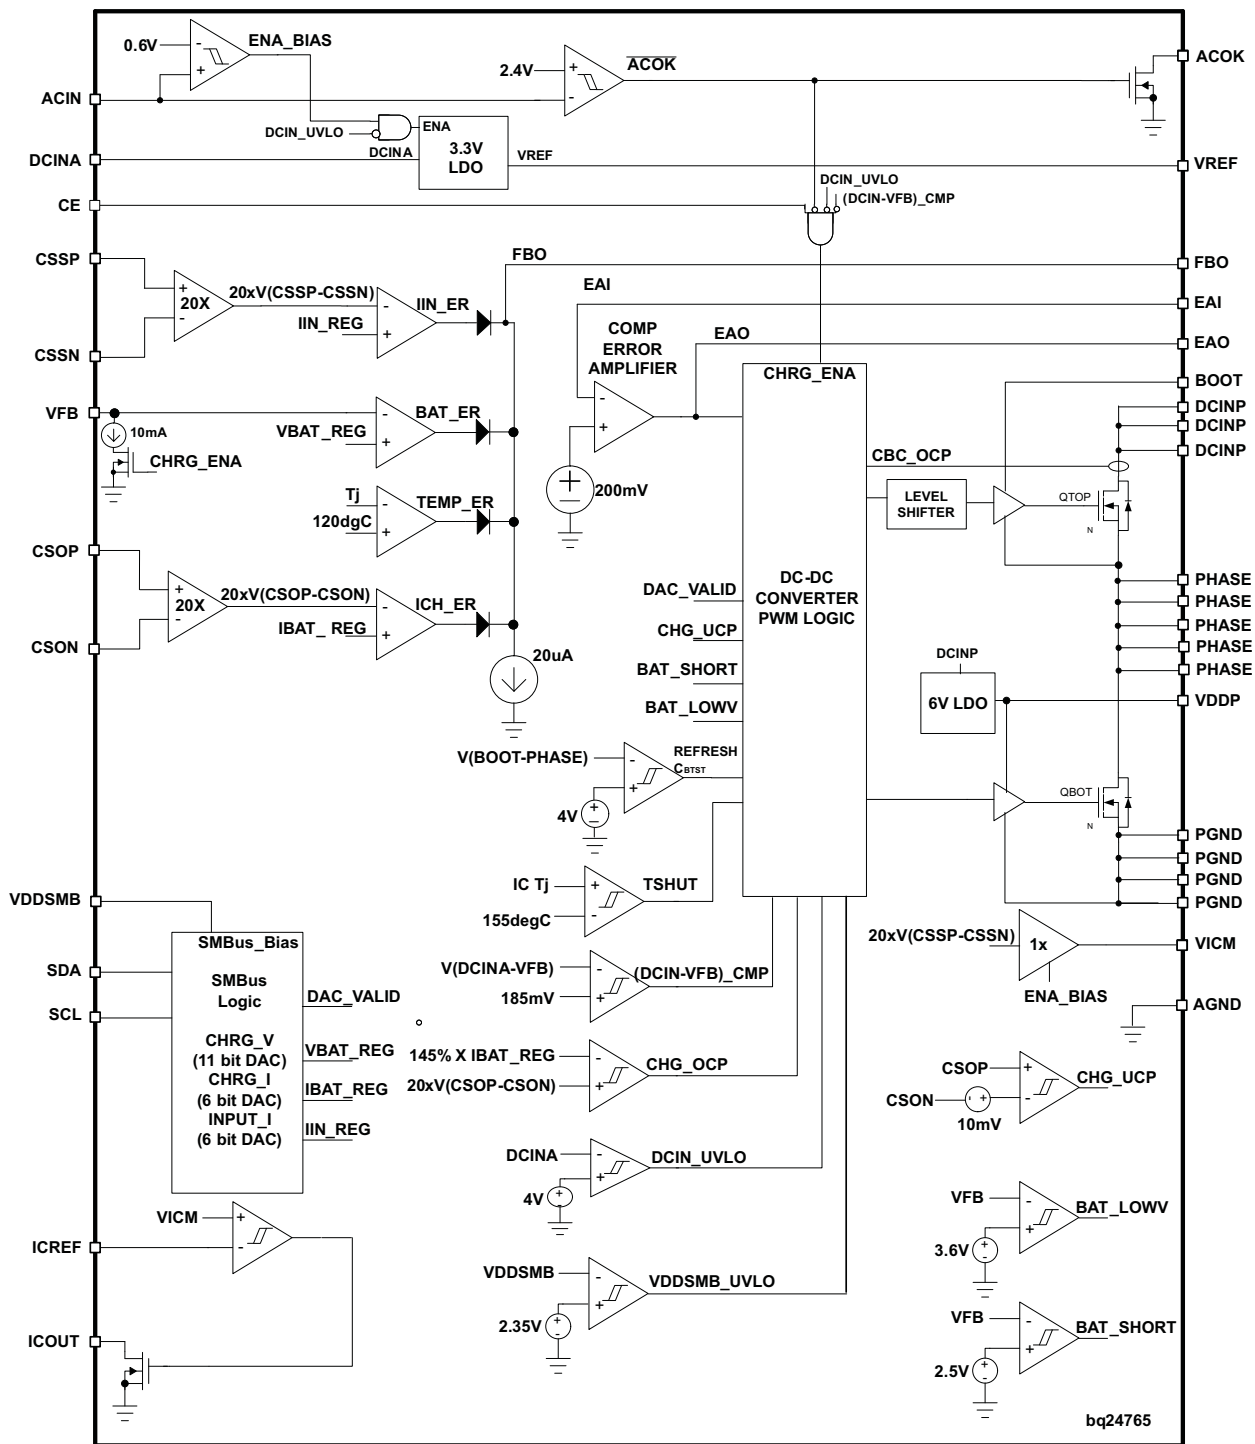 0.6V
-
+
ENA_BIAS
2.4V
+
-
ACOK
ACOK
ACIN
DCIN_UVLO
ENA
DCINA
DCINA
3.3V
LDO
VREF
VREF
CE
DCIN_UVLO
(DCIN-VFB)_CMP
CSSP
+
20X
-
20xV(CSSP-CSSN)
-
IIN_ER
IIN_REG
+
FBO
FBO
EAI
EAI
CSSN
COMP
ERROR
AMPLIFIER
EAO
EAO
CHRG_ENA
BOOT
VFB
-
BAT_ER
VBAT_REG
+
-
+
10mA
CHRG_ENA
200mV
DCINP
DCINP
DCINP
CBC_OCP
LEVEL
SHIFTER
QTOP
N
Tj
-
TEMP_ER
120dgC
+
CSOP
+
20X
-
20xV(CSOP-CSON)
-
ICH_ER
IBAT_ REG
+
CSON
20uA
DC-DC
CONVERTER
PWM LOGIC
DAC_VALID
CHG_UCP
BAT_SHORT
BAT_LOWV
PHASE
PHASE
PHASE
PHASE
PHASE
DCINP
6V LDO
VDDP
V(BOOT-PHASE)
-
+
REFRESH
CBTST
4V
+
-
QBOT
N
PGND
PGND
PGND
PGND
IC Tj
+
TSHUT
155degC
-
VDDSMB
SMBus_Bias
SDA
SMBus
Logic
SCL
DAC_VALID
CHRG_V
(11 bit DAC)
VBAT_REG
CHRG_I
(6 bit DAC)
IBAT_REG
INPUT_I
(6 bit DAC)
IIN_REG
V(DCINA-VFB)
-
(DCIN-VFB)_CMP
185mV
+
20xV(CSSP-CSSN)
1x
VICM
ENA_BIAS
AGND
145% X IBAT_REG
-
CHG_OCP
20xV(CSOP-CSON)
+
CSOP
+
CHG_UCP
CSON
-
10mV
DCINA
-
DCIN_UVLO
+
4V
+
-
VFB
-
BAT_LOWV
+
3.6V
+
-
VICM
+
ICREF
-
VDDSMB
-
VDDSMB_UVLO
+
2.35V
+
-
VFB
-
BAT_SHORT
+
2.5V
+
-
ICOUT
bq24765